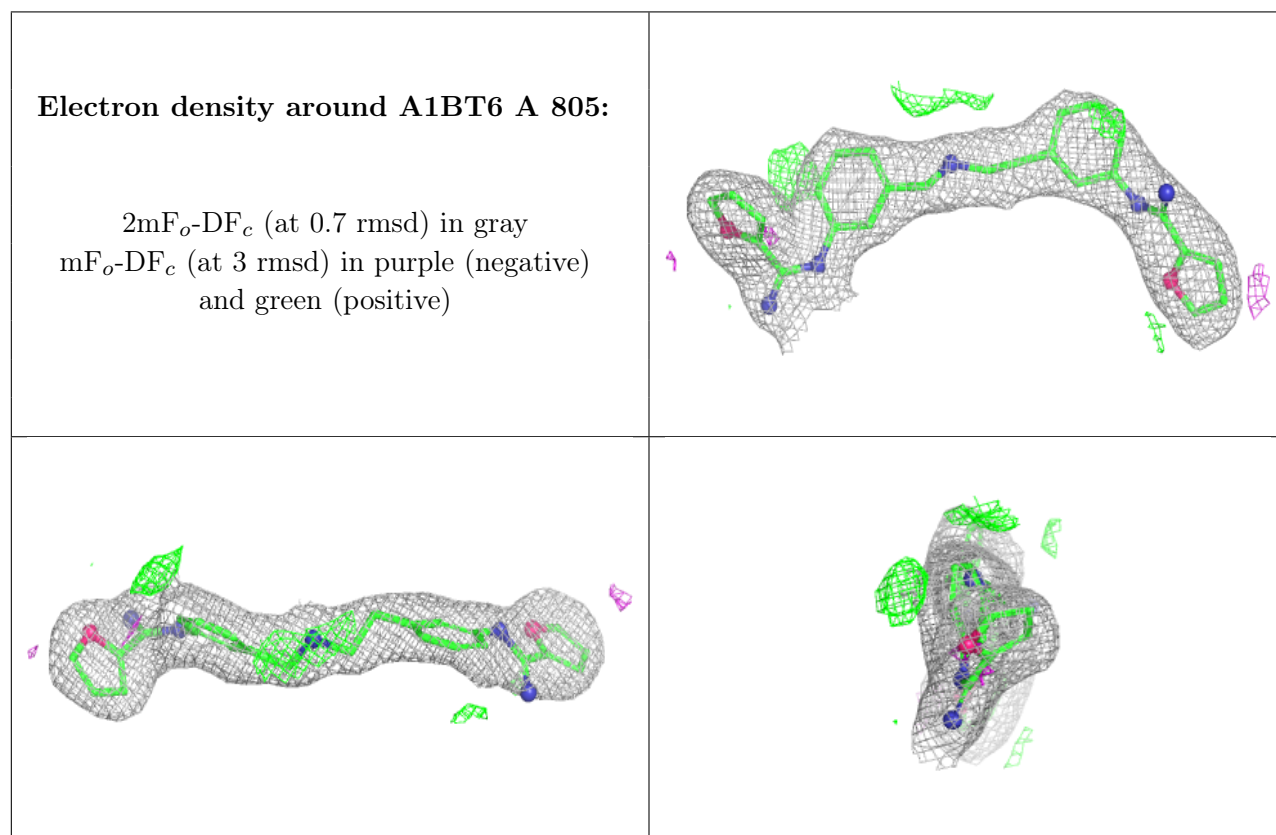 Electron density around A1BT6 A 805:
2mFo-DFc (at 0.7 rmsd) in gray
mFo-DFc (at 3 rmsd) in purple (negative)
and green (positive)